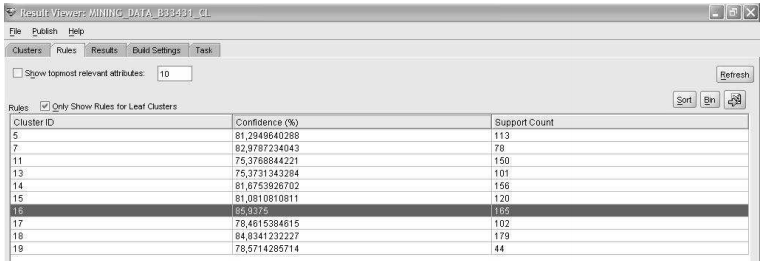 Result Viewer: MINING_DATA_B33431_CL
File Publish Help
Clusters Rules Results Build Settings Task
Show topmost relevant attributes: 10
Refresh
Sort Bin
Rules Only Show Rules for Leaf Clusters
Cluster ID Confidence (%) Support Count
5 81,2949640288 113
7 82,9787234043 78
11 75,3768844221 150
13 75,3731343284 101
14 81,6753926702 156
15 81,0810810811 120
16 85,9375 165
17 78,4615384615 102
18 84,8341232227 179
19 78,5714285714 44